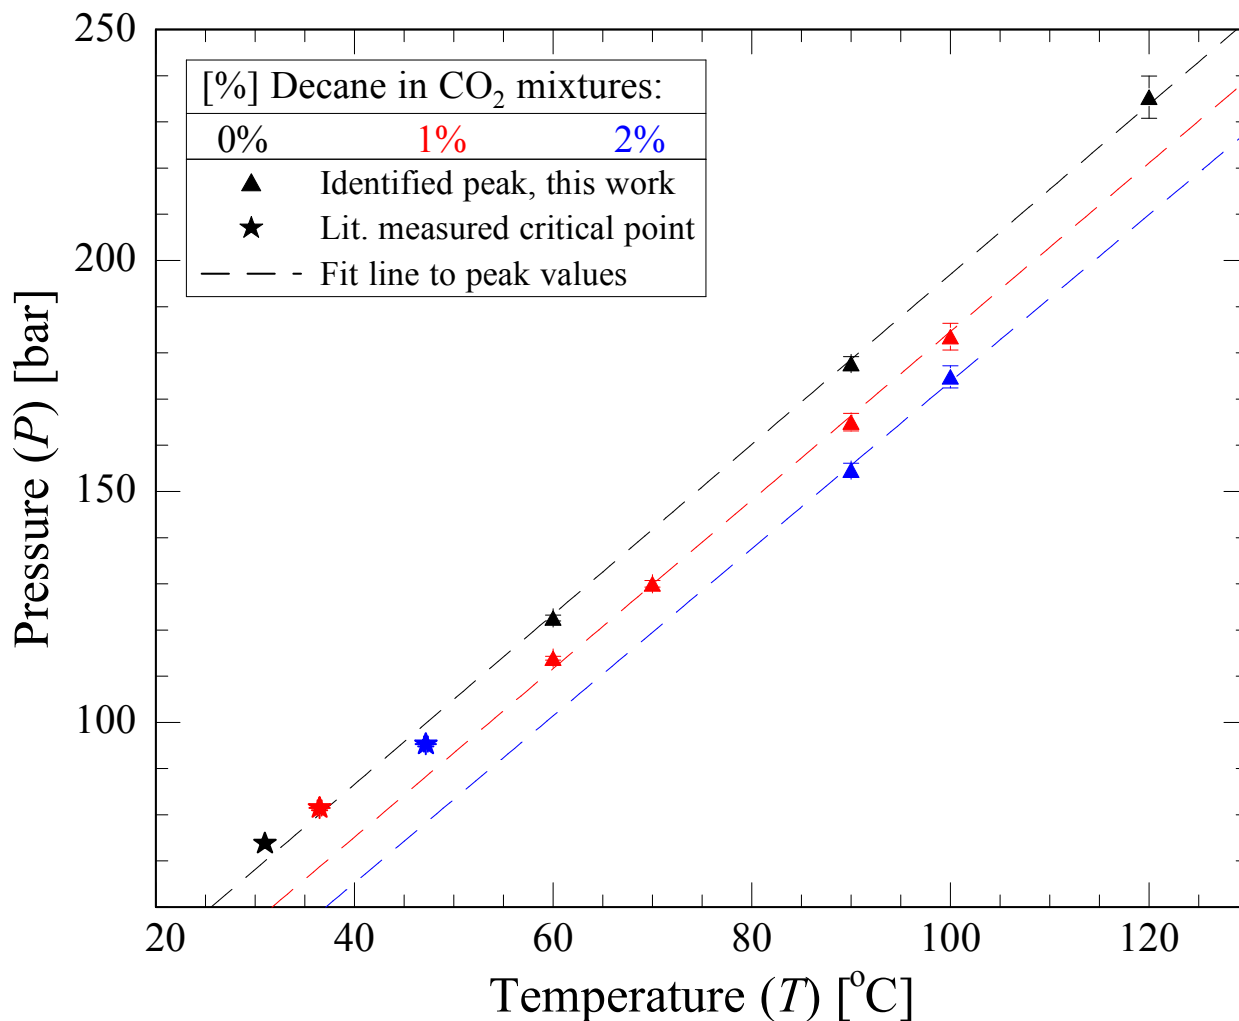 250
200
150
100
Pressure (P) [bar]
[%] Decane in CO₂ mixtures:
0% 1% 2%
Identified peak, this work
Lit. measured critical point
Fit line to peak values
20 40 60 80 100 120
Temperature (T) [°C]